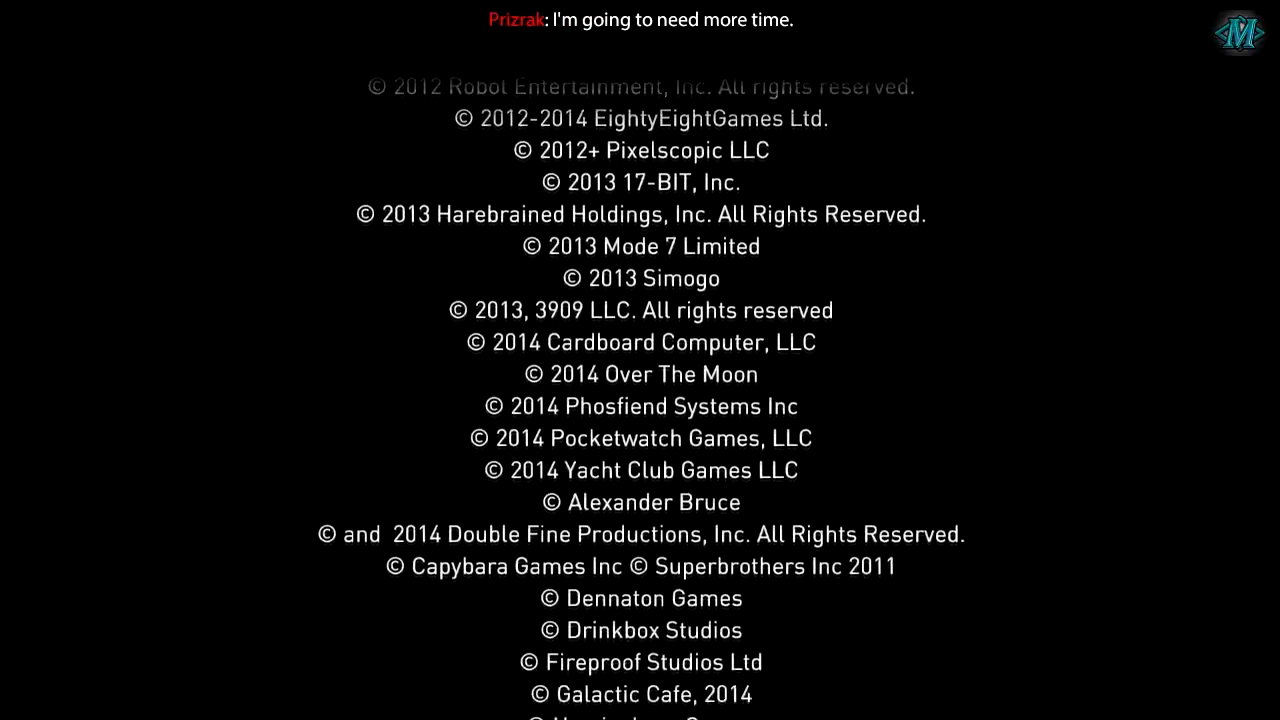 Prizrak: I'm going to need more time.
M
© 2012 Robot Entertainment, Inc. All rights reserved.
© 2012-2014 EightyEightGames Ltd.
© 2012+ Pixelscopic LLC
© 2013 17-BIT, Inc.
© 2013 Harebrained Holdings, Inc. All Rights Reserved.
© 2013 Mode 7 Limited
© 2013 Simogo
© 2013, 3909 LLC. All rights reserved
© 2014 Cardboard Computer, LLC
© 2014 Over The Moon
© 2014 Phosfiend Systems Inc
© 2014 Pocketwatch Games, LLC
© 2014 Yacht Club Games LLC
© Alexander Bruce
© and  2014 Double Fine Productions, Inc. All Rights Reserved.
© Capybara Games Inc © Superbrothers Inc 2011
© Dennaton Games
© Drinkbox Studios
© Fireproof Studios Ltd
© Galactic Cafe, 2014